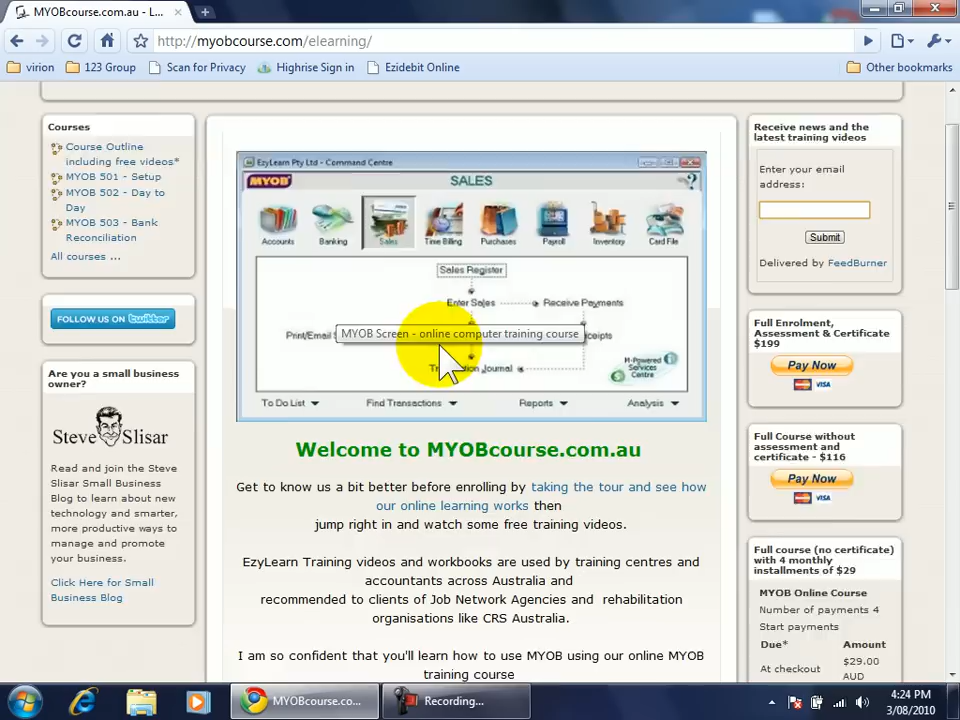 MYOBcourse.com.au - L...
http://myobcourse.com/elearning/
virion
123 Group
Scan for Privacy
Highrise Sign in
Ezidebit Online
Other bookmarks
Courses
Course Outline
including free videos*
MYOB 501 - Setup
MYOB 502 - Day to
Day
MYOB 503 - Bank
Reconciliation
All courses ...
FOLLOW US ON twitter
Are you a small business
owner?
Steve Slisar
Read and join the Steve
Slisar Small Business
Blog to learn about new
technology and smarter,
more productive ways to
manage and promote
your business.
Click Here for Small
Business Blog
EzyLearn Pty Ltd - Command Centre
MYOB
SALES
?
Accounts
Banking
Sales
Time Billing
Purchases
Payroll
Inventory
Card File
Sales Register
Enter Sales
Receive Payments
Print/Email S
MYOB Screen - online computer training course
ceipts
Journal
M-Powered
Services
Centre
To Do List
Find Transactions
Reports
Analysis
Welcome to MYOBcourse.com.au
Get to know us a bit better before enrolling by taking the tour and see how
our online learning works then
jump right in and watch some free training videos.
EzyLearn Training videos and workbooks are used by training centres and
accountants across Australia and
recommended to clients of Job Network Agencies and rehabilitation
organisations like CRS Australia.
I am so confident that you'll learn how to use MYOB using our online MYOB
training course
Receive news and the
latest training videos
Enter your email
address:
Submit
Delivered by FeedBurner
Full Enrolment,
Assessment & Certificate
$199
Pay Now
VISA
Full Course without
assessment and
certificate - $116
Pay Now
VISA
Full course (no certificate)
with 4 monthly
installments of $29
MYOB Online Course
Number of payments 4
Start payments
Due* Amount
At checkout $29.00
AUD
MYOBcourse.co...
Recording...
4:24 PM
3/08/2010